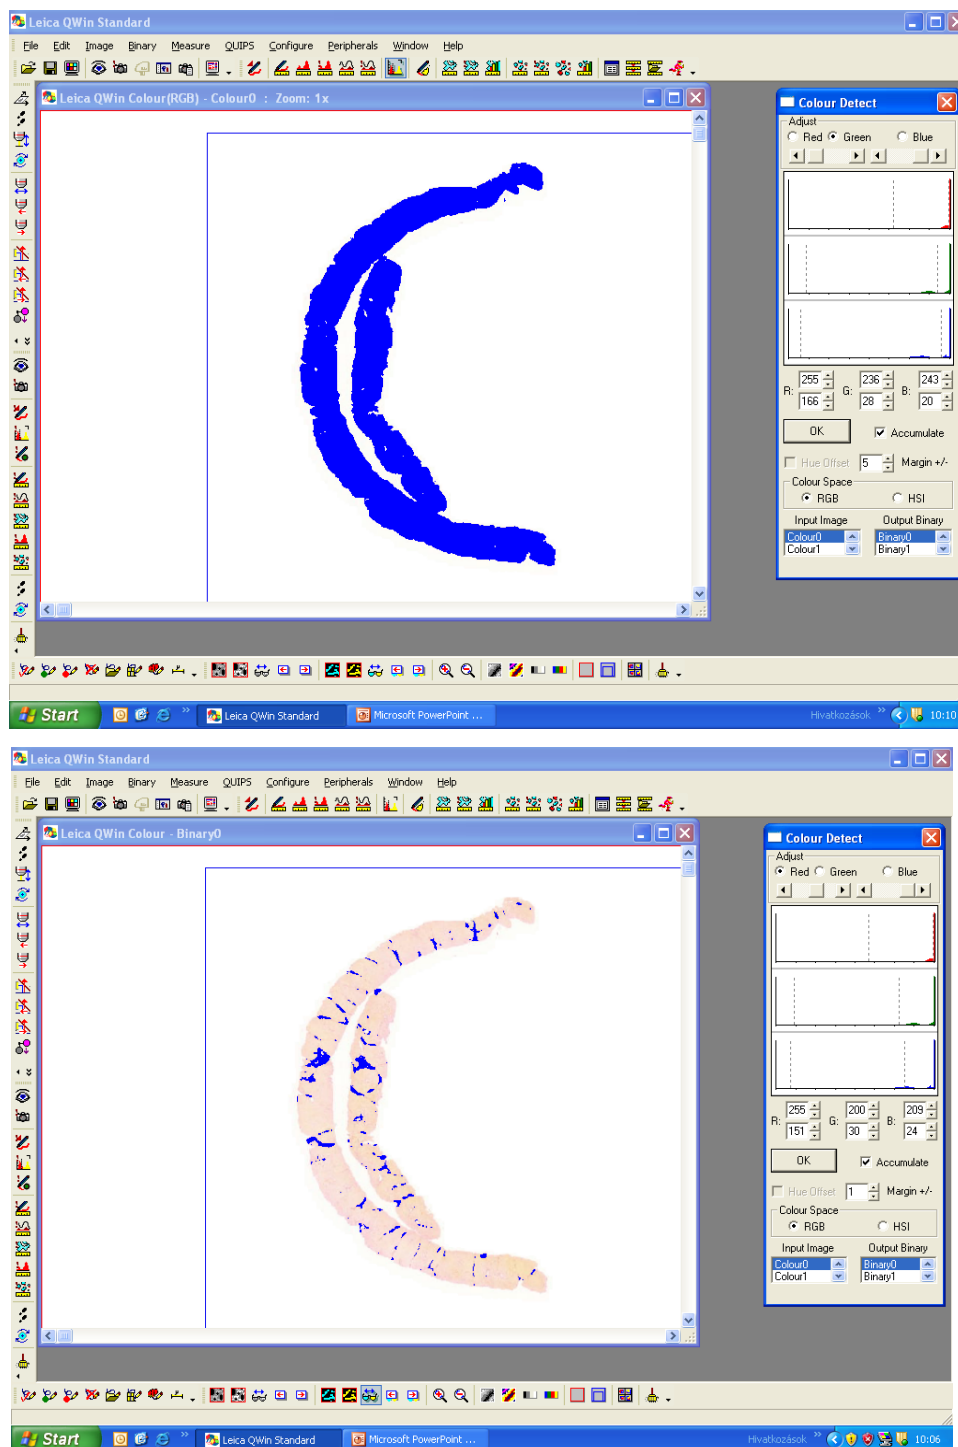 Leica QWin Standard
File Edit Image Binary Measure QUIPS Configure Peripherals Window Help
Leica QWin Colour(RGB) - Colour0 : Zoom: 1x
Colour Detect
Adjust
Red Green Blue
255 236 243
R: G: B:
166 28 20
OK Accumulate
Hue Offset 5 Margin +/-
Colour Space
RGB HSI
Input Image Output Binary
Colour0 Binary0
Colour1 Binary1
Start Leica QWin Standard Microsoft PowerPoint ... Hivatkozások » 10:10
Leica QWin Standard
File Edit Image Binary Measure QUIPS Configure Peripherals Window Help
Leica QWin Colour - Binary0
Colour Detect
Adjust
Red Green Blue
255 200 209
R: G: B:
151 30 24
OK Accumulate
Hue Offset 1 Margin +/-
Colour Space
RGB HSI
Input Image Output Binary
Colour0 Binary0
Colour1 Binary1
Start Leica QWin Standard Microsoft PowerPoint ... Hivatkozások » 10:06